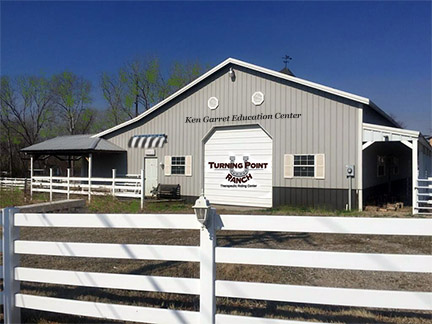 Ken Garret Education Center
TURNING POINT
RANCH
Therapeutic Riding Center